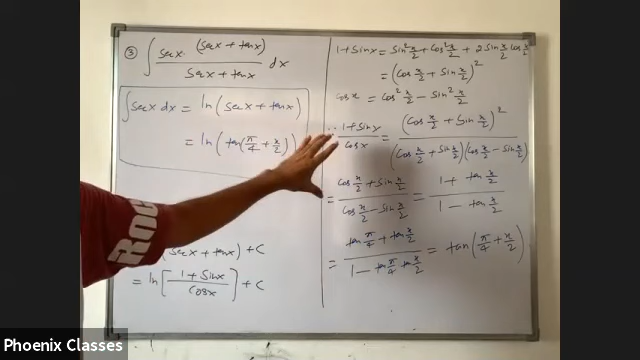 ③ ∫ secx (secx + tanx) / secx + tanx dx
∫secx dx = ln (secx + tanx)
= ln (tan(π/4 + x/2))
(secx + tanx) + C
= ln [1 + sinx / cosx] + C
1 + sinx = sin² x/2 + cos² x/2 + 2 sin x/2 cos x/2
= (cos x/2 + sin x/2)²
cosx = cos² x/2 − sin² x/2
∴ 1 + sinx / cosx = (cos x/2 + sin x/2)² / (cos x/2 + sin x/2)(cos x/2 − sin x/2)
= cos x/2 + sin x/2 / cos x/2 − sin x/2 = 1 + tan x/2 / 1 − tan x/2
= tan π/4 + tan x/2 / 1 − tan π/4 tan x/2 = tan(π/4 + x/2)
Roc
Phoenix Classes